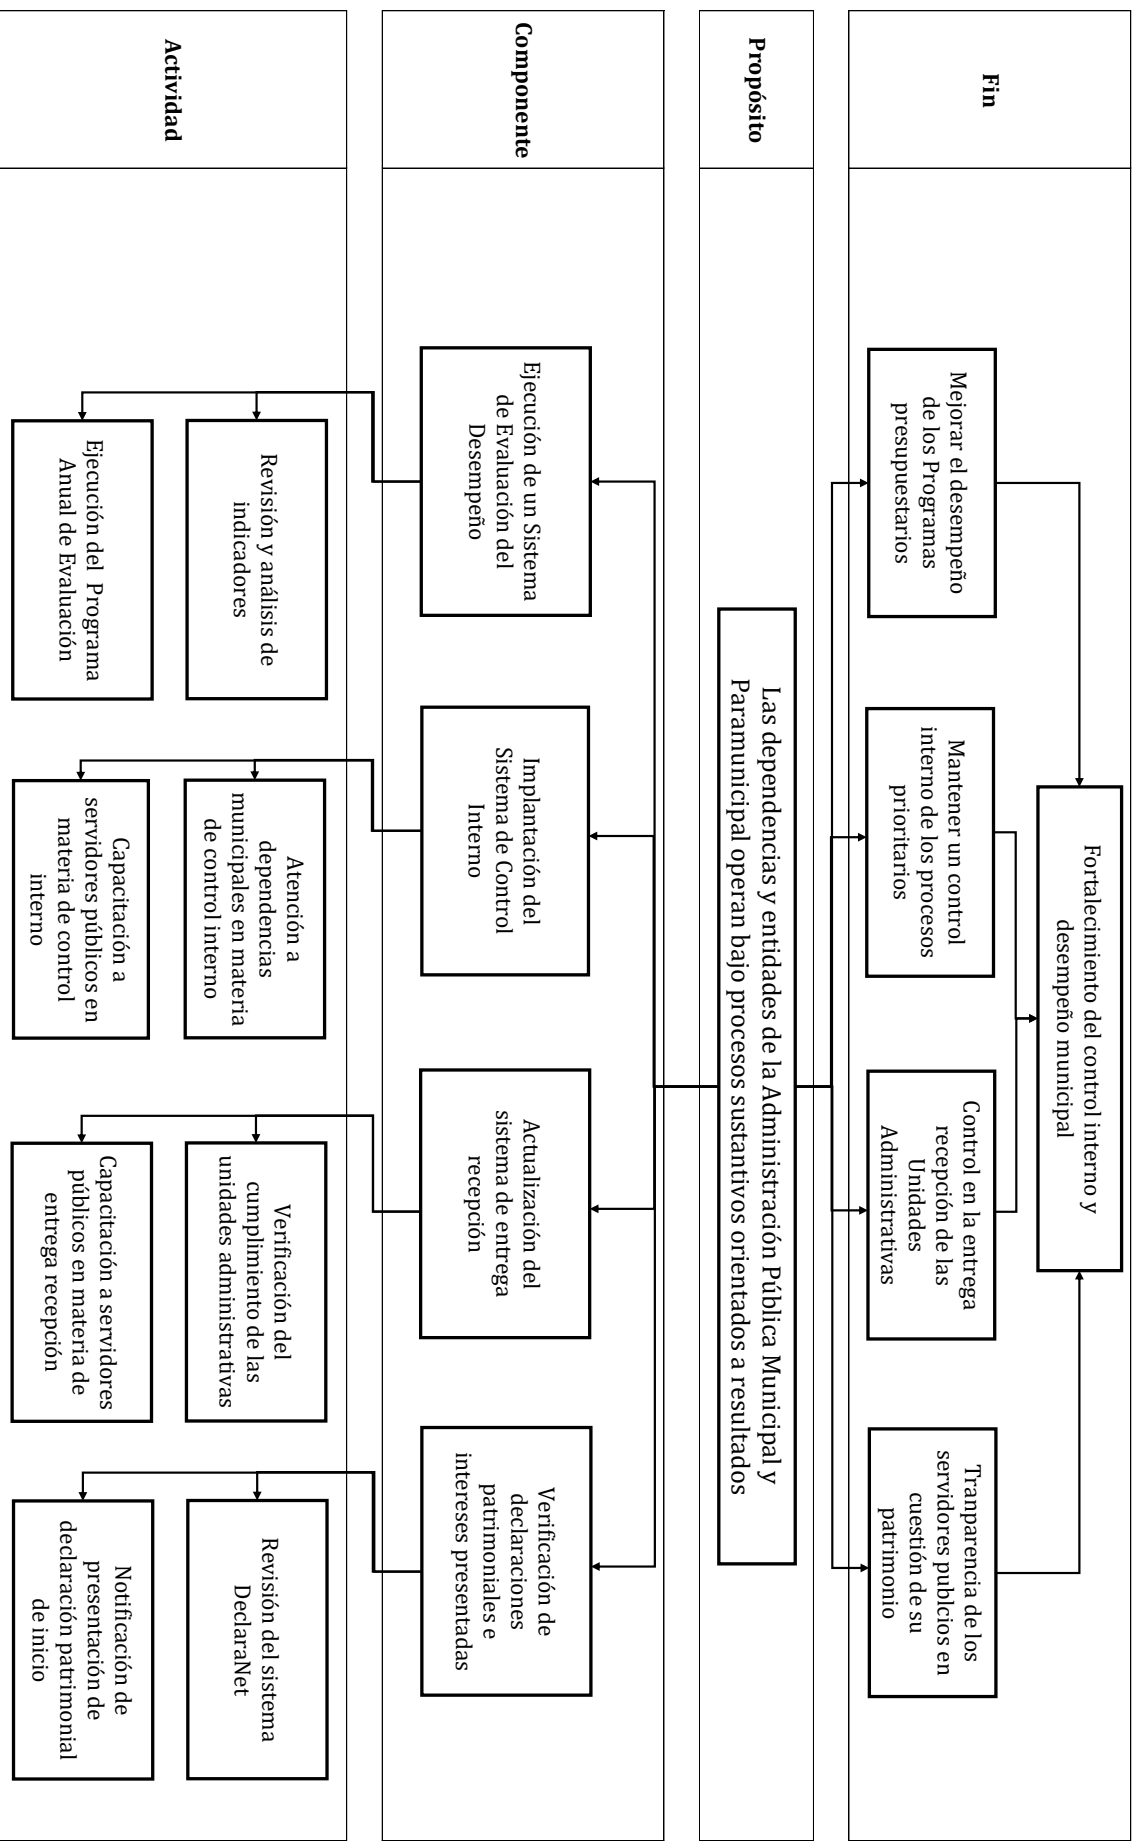 Fin
Fortalecimiento del control interno y
desempeño municipal
Mejorar el desempeño
de los Programas
presupuestarios
Mantener un control
interno de los procesos
prioritarios
Control en la entrega
recepción de las
Unidades
Administrativas
Tranparencia de los
servidores publcios en
cuestión de su
patrimonio
Propósito
Las dependencias y entidades de la Administración Pública Municipal y
Paramunicipal operan bajo procesos sustantivos orientados a resultados
Componente
Ejecución de un Sistema
de Evaluación del
Desempeño
Implantación del
Sistema de Control
Interno
Actualización del
sistema de entrega
recepción
Verificación de
declaraciones
patrimoniales e
intereses presentadas
Actividad
Revisión y análisis de
indicadores
Atención a
dependencias
municipales en materia
de control interno
Verificación del
cumplimiento de las
unidades administrativas
Revisión del sistema
DeclaraNet
Ejecución del Programa
Anual de Evaluación
Capacitación a
servidores públicos en
materia de control
interno
Capacitación a servidores
públicos en materia de
entrega recepción
Notificación de
presentación de
declaración patrimonial
de inicio